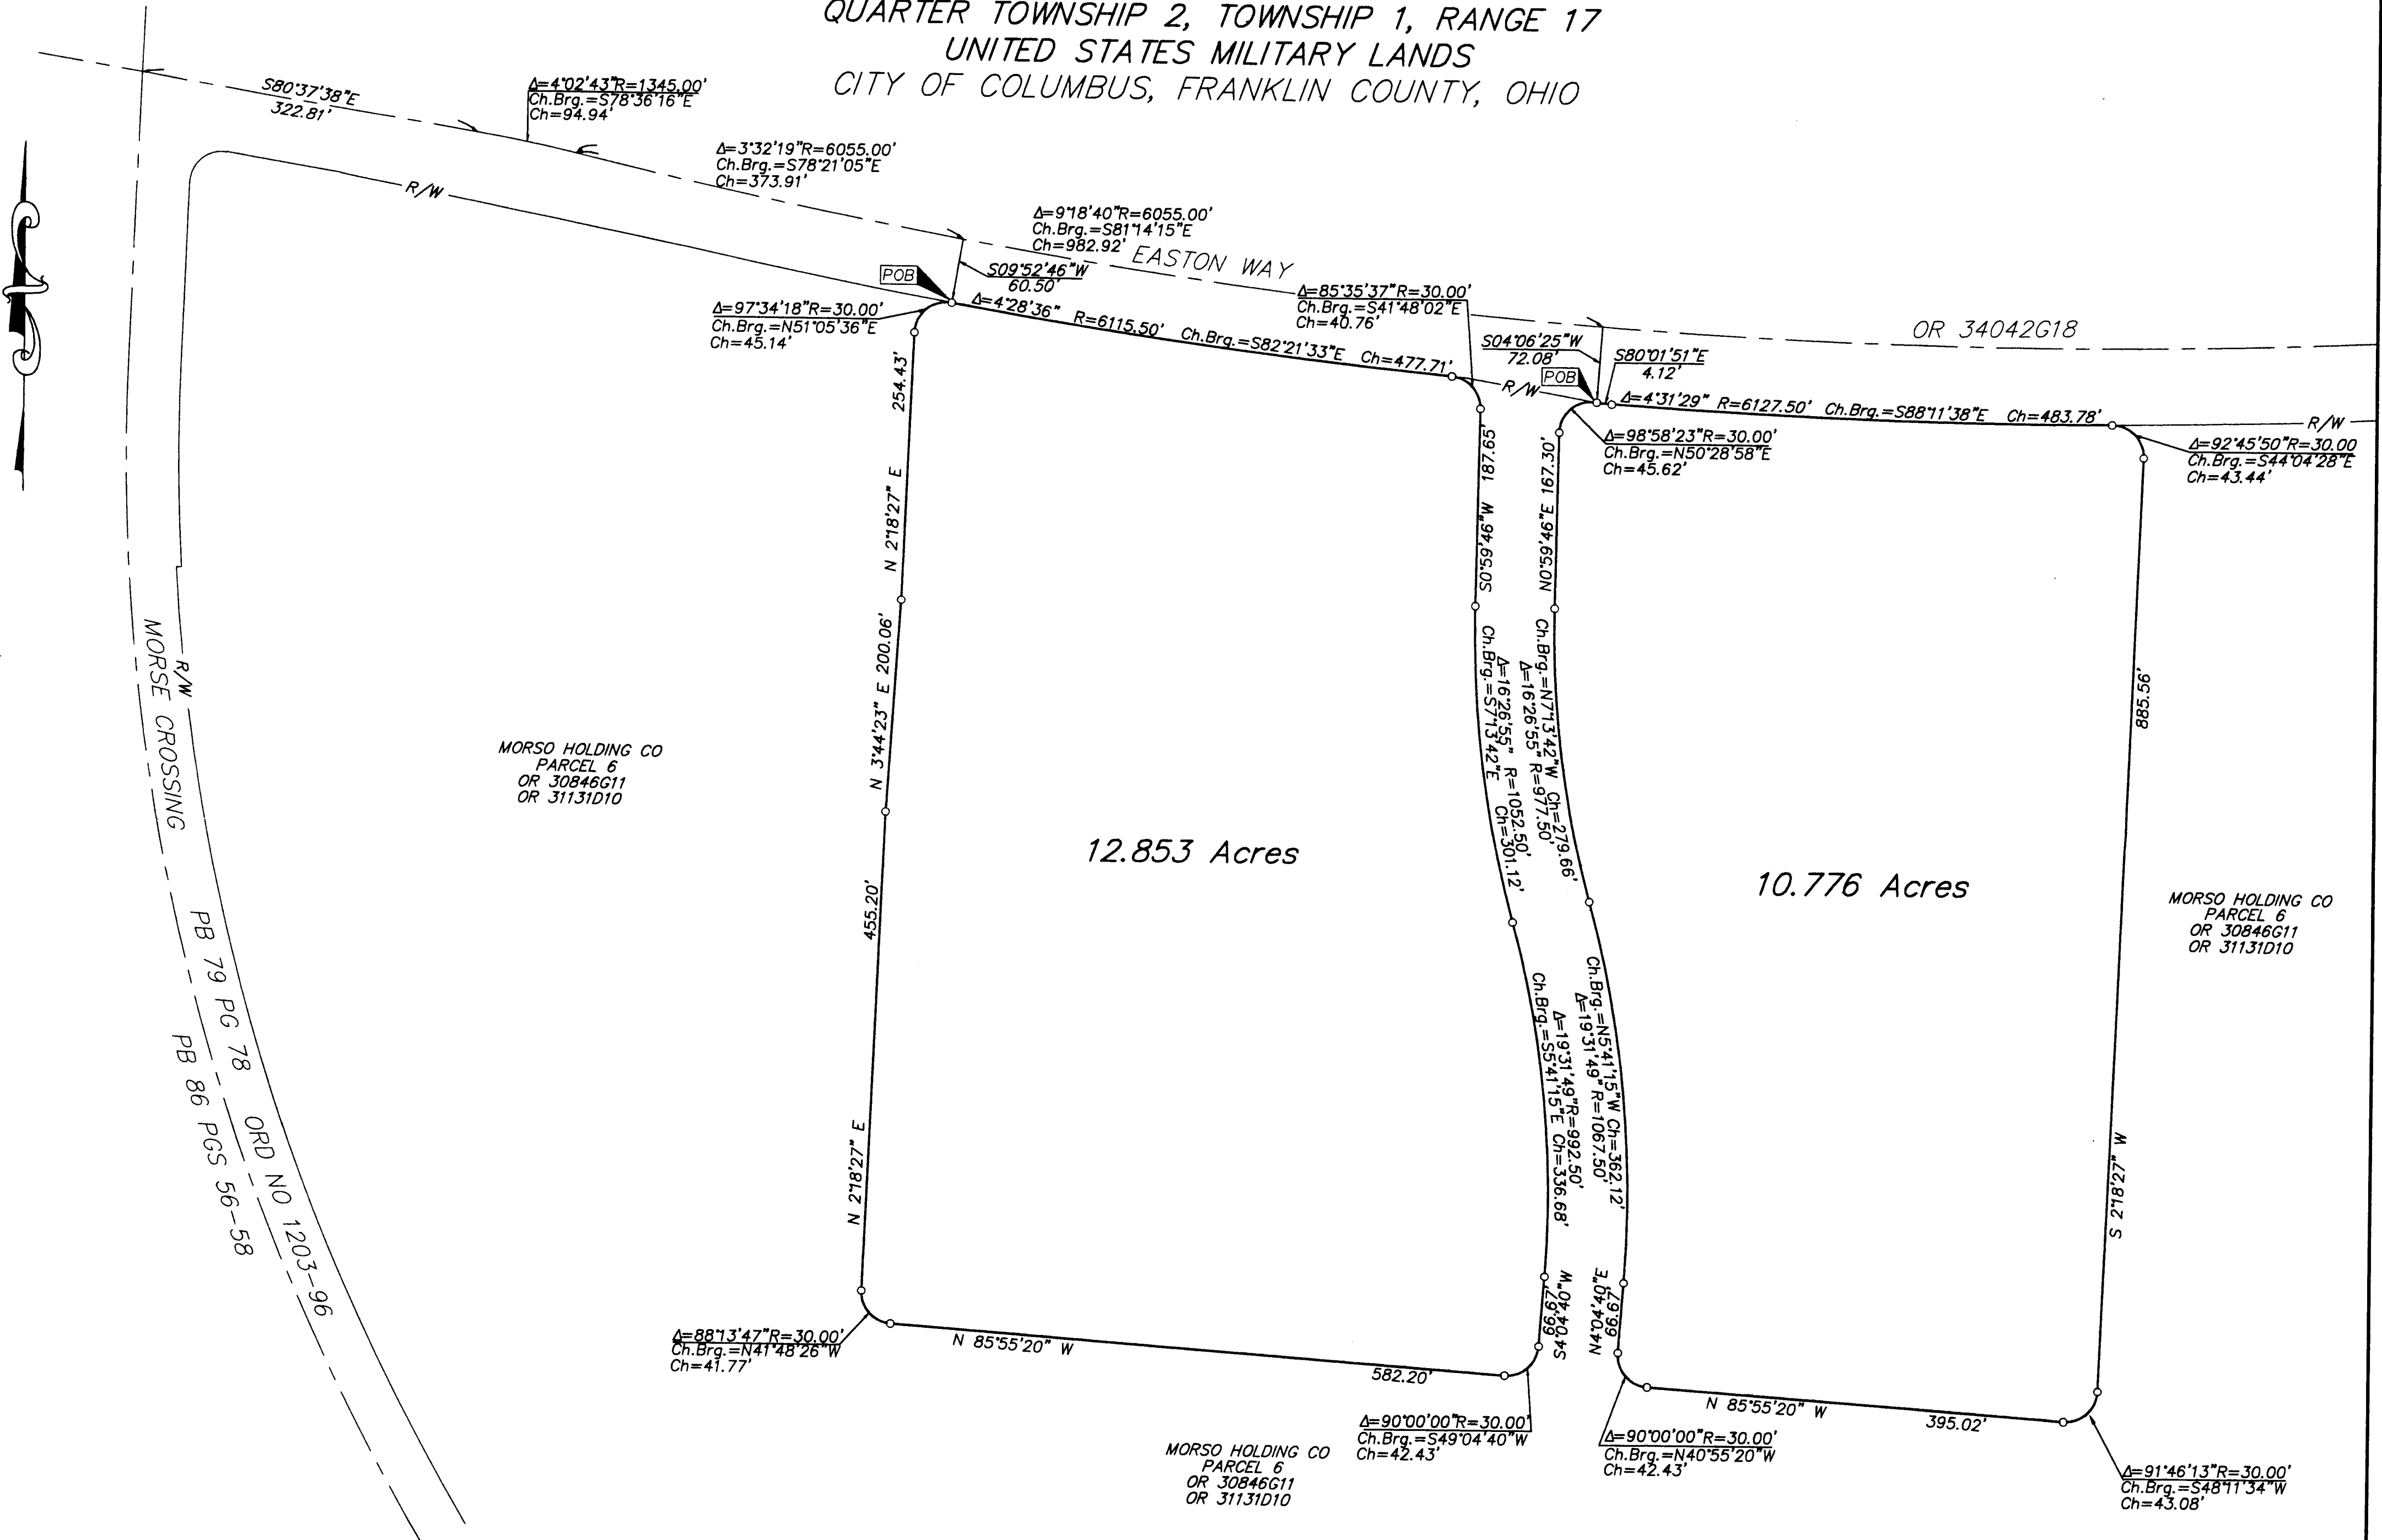 QUARTER TOWNSHIP 2, TOWNSHIP 1, RANGE 17
UNITED STATES MILITARY LANDS
CITY OF COLUMBUS, FRANKLIN COUNTY, OHIO
S80°37'38"E
322.81'
Δ=4°02'43"R=1345.00'
Ch.Brg.=S78°36'16"E
Ch=94.94'
Δ=3°32'19"R=6055.00'
Ch.Brg.=S78°21'05"E
Ch=373.91'
R/W
Δ=9°18'40"R=6055.00'
Ch.Brg.=S81°14'15"E
Ch=982.92'
EASTON WAY
POB
S09°52'46"W
60.50'
Δ=97°34'18"R=30.00'
Ch.Brg.=N51°05'36"E
Ch=45.14'
Δ=4°28'36" R=6115.50' Ch.Brg.=S82°21'33"E Ch=477.71'
Δ=85°35'37"R=30.00'
Ch.Brg.=S41°48'02"E
Ch=40.76'
OR 34042G18
S04°06'25"W
72.08'
S80°01'51"E
4.12'
R/W
POB
Δ=4°31'29" R=6127.50' Ch.Brg.=S88°11'38"E Ch=483.78'
R/W
Δ=98°58'23"R=30.00'
Ch.Brg.=N50°28'58"E
Ch=45.62'
Δ=92°45'50"R=30.00
Ch.Brg.=S44°04'28"E
Ch=43.44'
254.43'
N 2°18'27" E
N 3°44'23" E 200.06'
455.20'
N 2°18'27" E
S0°59'46"W 187.65'
N0°59'46"E 167.30'
Ch.Brg.=S7°13'42"E Ch=301.12'
Δ=16°26'55" R=1052.50'
Δ=16°26'55" R=977.50'
Ch.Brg.=N7°13'42"W Ch=279.66'
885.56'
S 2°18'27" W
MORSE CROSSING
R/W
PB 79 PG 78 ORD NO 1203-96
PB 86 PGS 56-58
MORSO HOLDING CO
PARCEL 6
OR 30846G11
OR 31131D10
12.853 Acres
10.776 Acres
MORSO HOLDING CO
PARCEL 6
OR 30846G11
OR 31131D10
Ch.Brg.=S5°41'15"E Ch=336.68'
Δ=19°31'49"R=992.50'
Δ=19°31'49"R=1067.50'
Ch.Brg.=N5°41'15"W Ch=362.12'
66.67'
S4°04'40"W
N4°04'40"E
66.67'
Δ=88°13'47"R=30.00'
Ch.Brg.=N41°48'26"W
Ch=41.77'
N 85°55'20" W
582.20'
Δ=90°00'00"R=30.00'
Ch.Brg.=S49°04'40"W
Ch=42.43'
N 85°55'20" W
395.02'
Δ=90°00'00"R=30.00'
Ch.Brg.=N40°55'20"W
Ch=42.43'
Δ=91°46'13"R=30.00'
Ch.Brg.=S48°11'34"W
Ch=43.08'
MORSO HOLDING CO
PARCEL 6
OR 30846G11
OR 31131D10